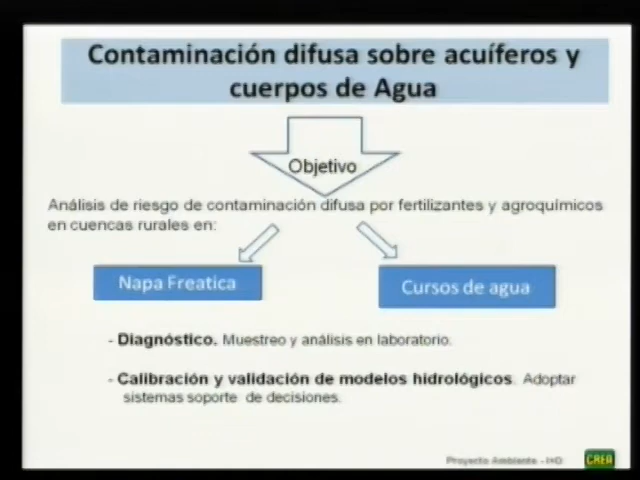 Contaminación difusa sobre acuíferos y
cuerpos de Agua
Objetivo
Análisis de riesgo de contaminación difusa por fertilizantes y agroquímicos
en cuencas rurales en:
Napa Freatica
Cursos de agua
- Diagnóstico. Muestreo y análisis en laboratorio.
- Calibración y validación de modelos hidrológicos. Adoptar
sistemas soporte de decisiones.
Proyecto Ambiente - I+D
CREA